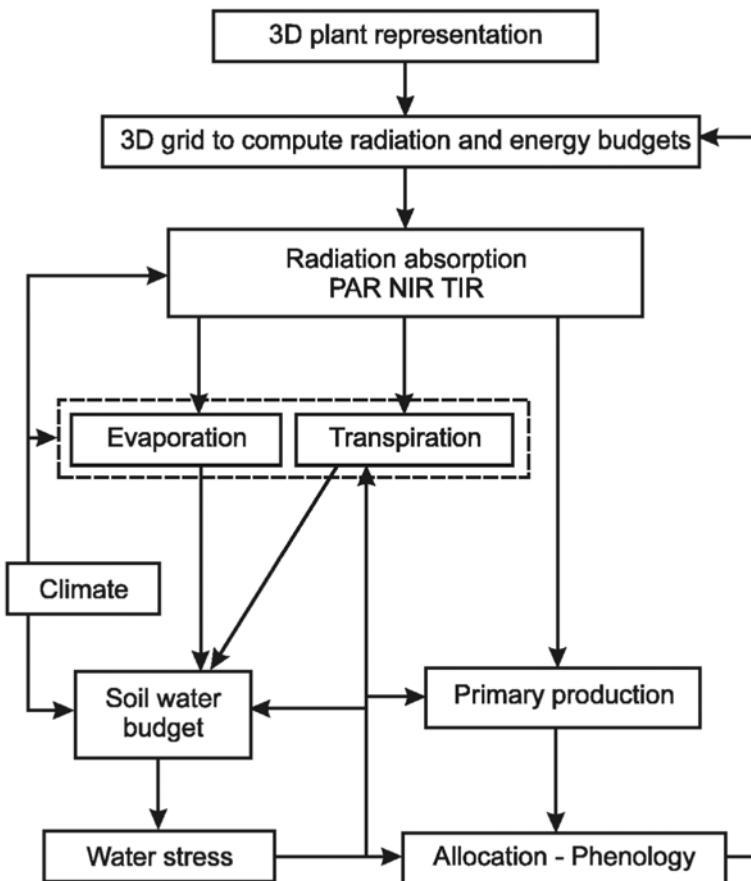 3D plant representation
3D grid to compute radiation and energy budgets
Radiation absorption
PAR NIR TIR
Evaporation
Transpiration
Climate
Soil water
budget
Primary production
Water stress
Allocation - Phenology